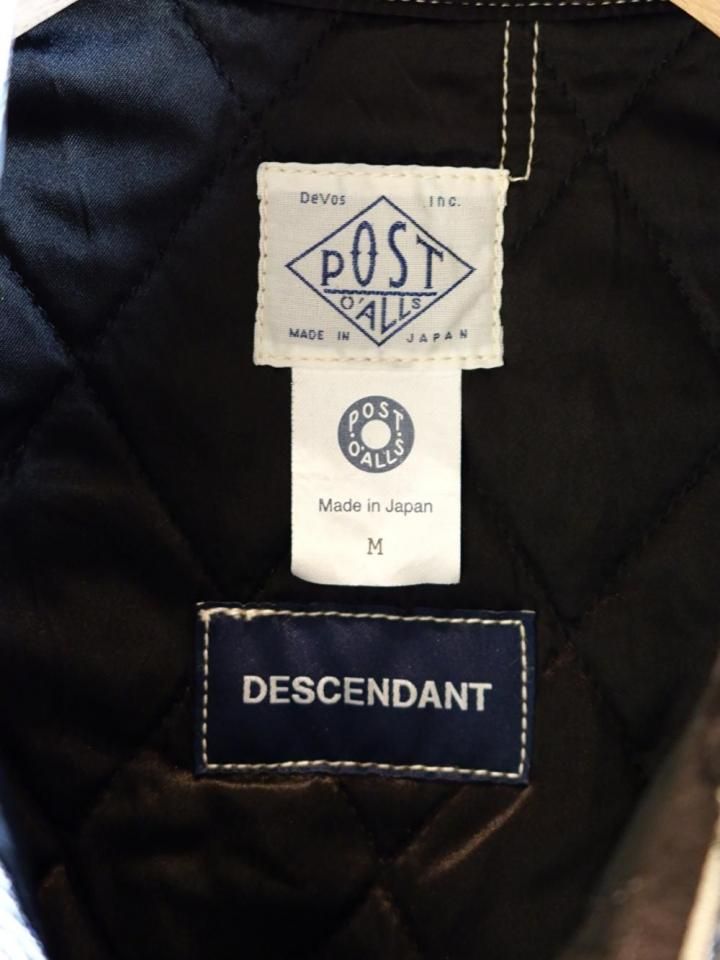 DeVos Inc.
POST
O'ALLS
MADE IN JAPAN
POST
O'ALLS
Made in Japan
M
DESCENDANT